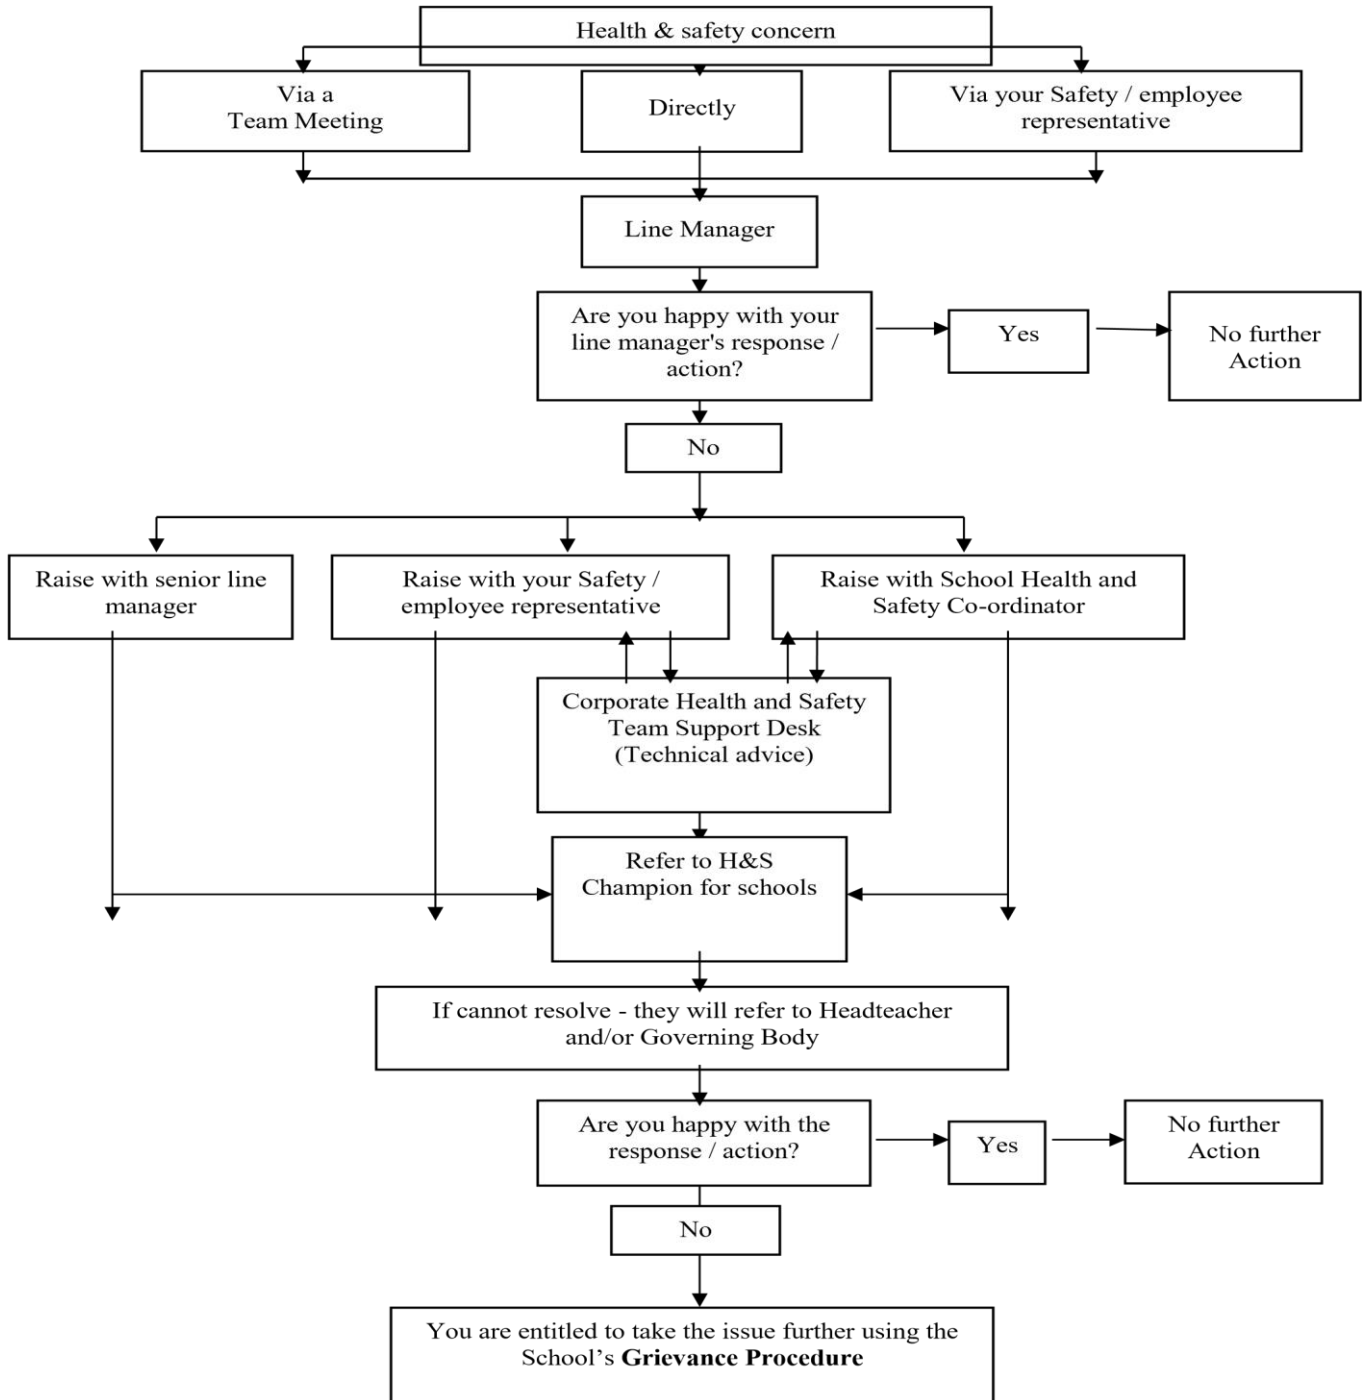 Health & safety concern
Via a
Team Meeting
Directly
Via your Safety / employee
representative
Line Manager
Are you happy with your
line manager's response /
action?
Yes
No further
Action
No
Raise with senior line
manager
Raise with your Safety /
employee representative
Raise with School Health and
Safety Co-ordinator
Corporate Health and Safety
Team Support Desk
(Technical advice)
Refer to H&S
Champion for schools
If cannot resolve - they will refer to Headteacher
and/or Governing Body
Are you happy with the
response / action?
Yes
No further
Action
No
You are entitled to take the issue further using the
School’s Grievance Procedure